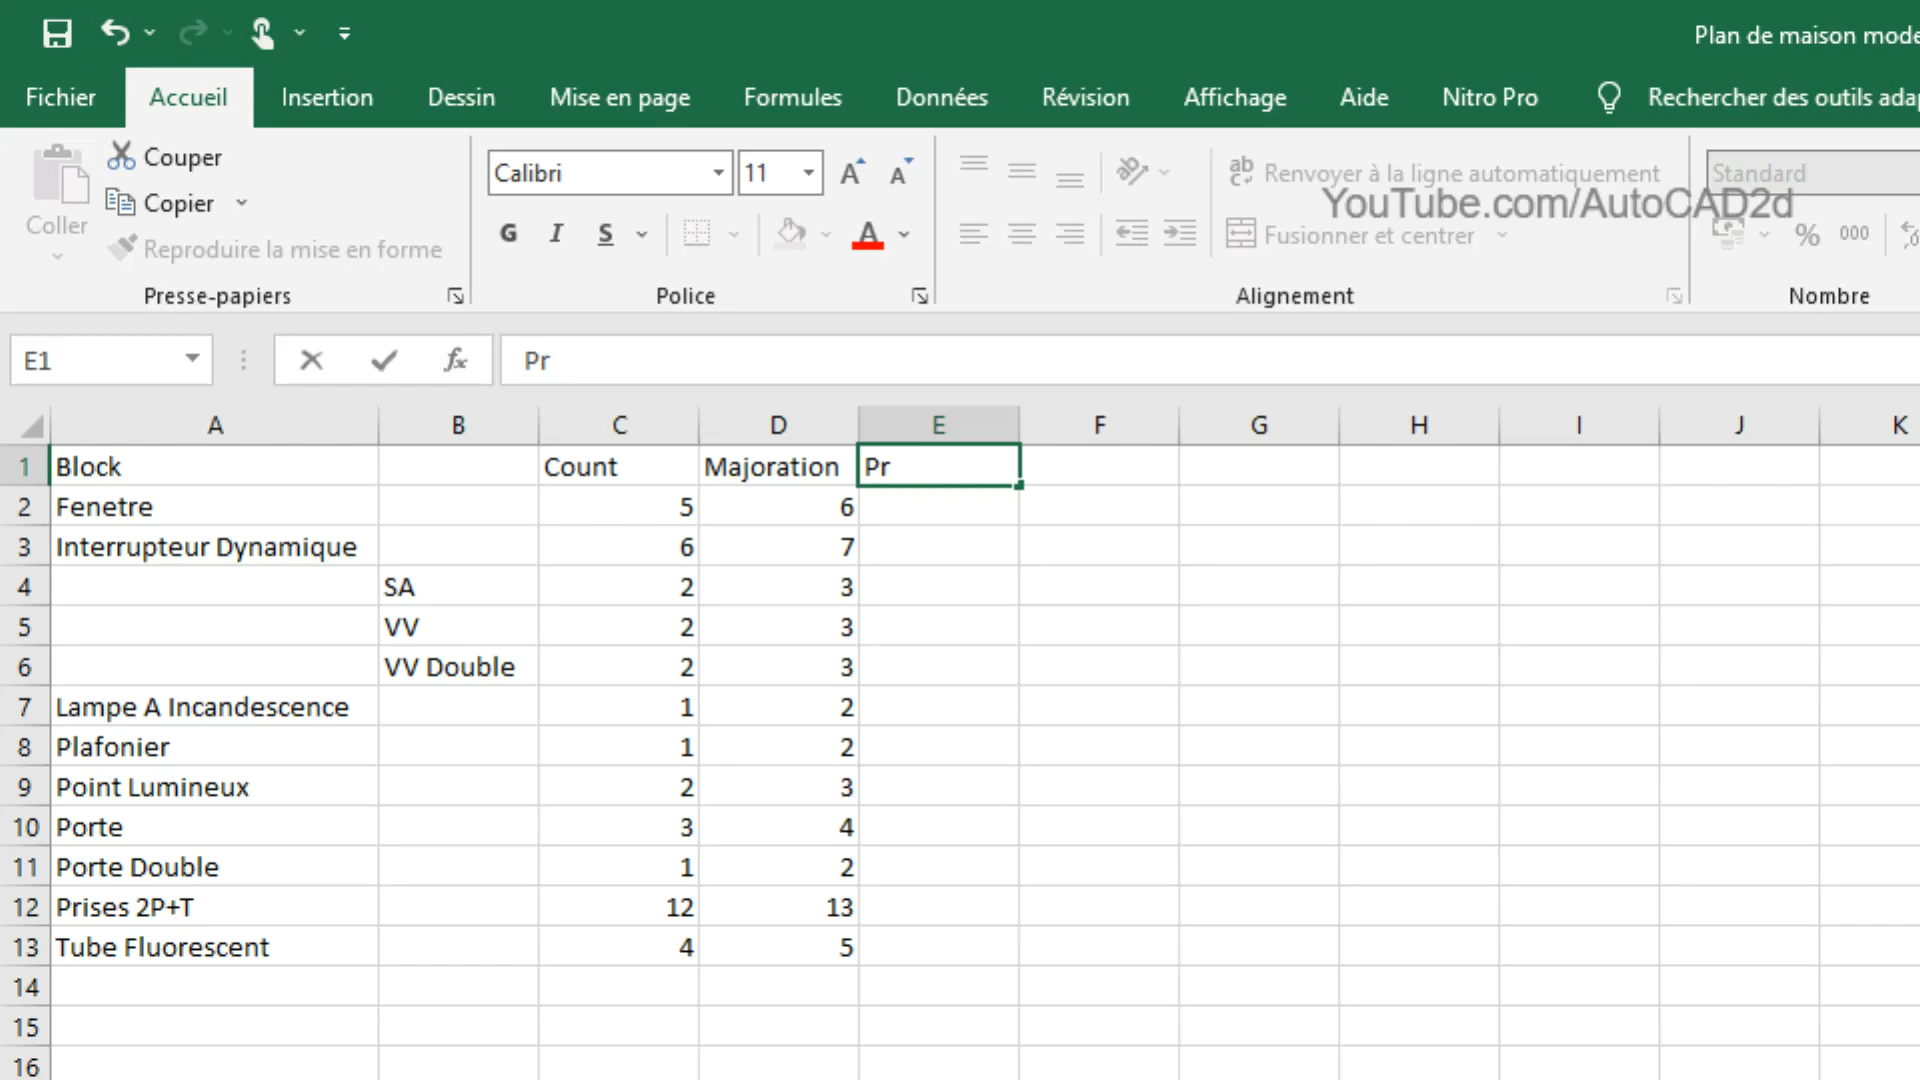 Plan de maison mode
Fichier Accueil Insertion Dessin Mise en page Formules Données Révision Affichage Aide Nitro Pro Rechercher des outils adap
Coller
Couper
Copier
Reproduire la mise en forme
Presse-papiers
Calibri 11
G I S A
Police
Renvoyer à la ligne automatiquement
Fusionner et centrer
Alignement
Standard
% 000
Nombre
YouTube.com/AutoCAD2d
E1 fx Pr
A B C D E F G H I J K
1 Block Count Majoration Pr
2 Fenetre 5 6
3 Interrupteur Dynamique 6 7
4 SA 2 3
5 VV 2 3
6 VV Double 2 3
7 Lampe A Incandescence 1 2
8 Plafonier 1 2
9 Point Lumineux 2 3
10 Porte 3 4
11 Porte Double 1 2
12 Prises 2P+T 12 13
13 Tube Fluorescent 4 5
14
15
16